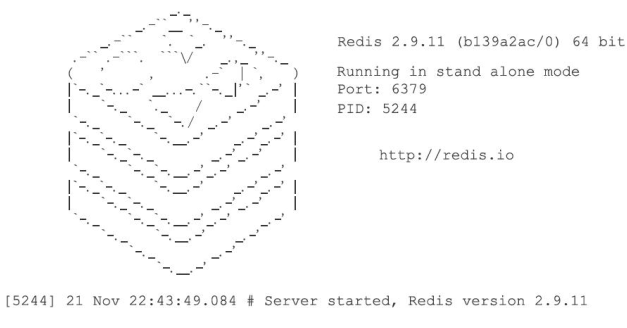 Redis 2.9.11 (b139a2ac/0) 64 bit
Running in stand alone mode
Port: 6379
PID: 5244
http://redis.io
[5244] 21 Nov 22:43:49.084 # Server started, Redis version 2.9.11